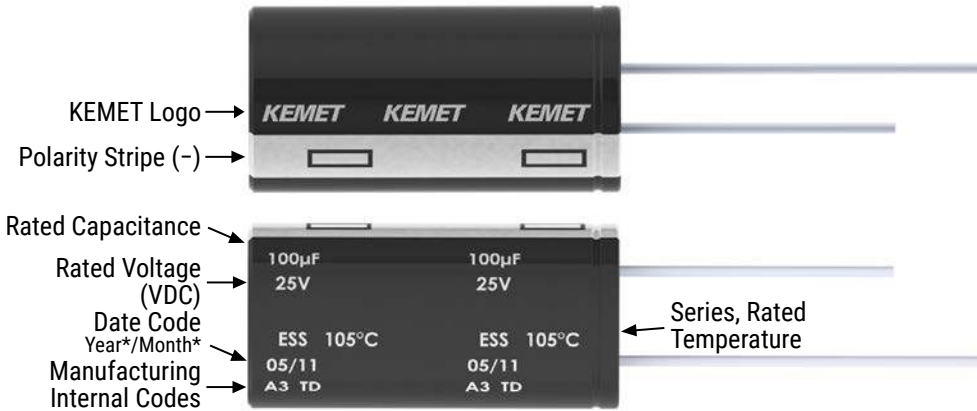 KEMET Logo
KEMET KEMET KEMET
Polarity Stripe (−)
Rated Capacitance
100µF 100µF
Rated Voltage
(VDC)
25V 25V
Date Code
Year*/Month*
ESS 105°C ESS 105°C
05/11 05/11
Manufacturing
Internal Codes
A3 TD A3 TD
Series, Rated
Temperature